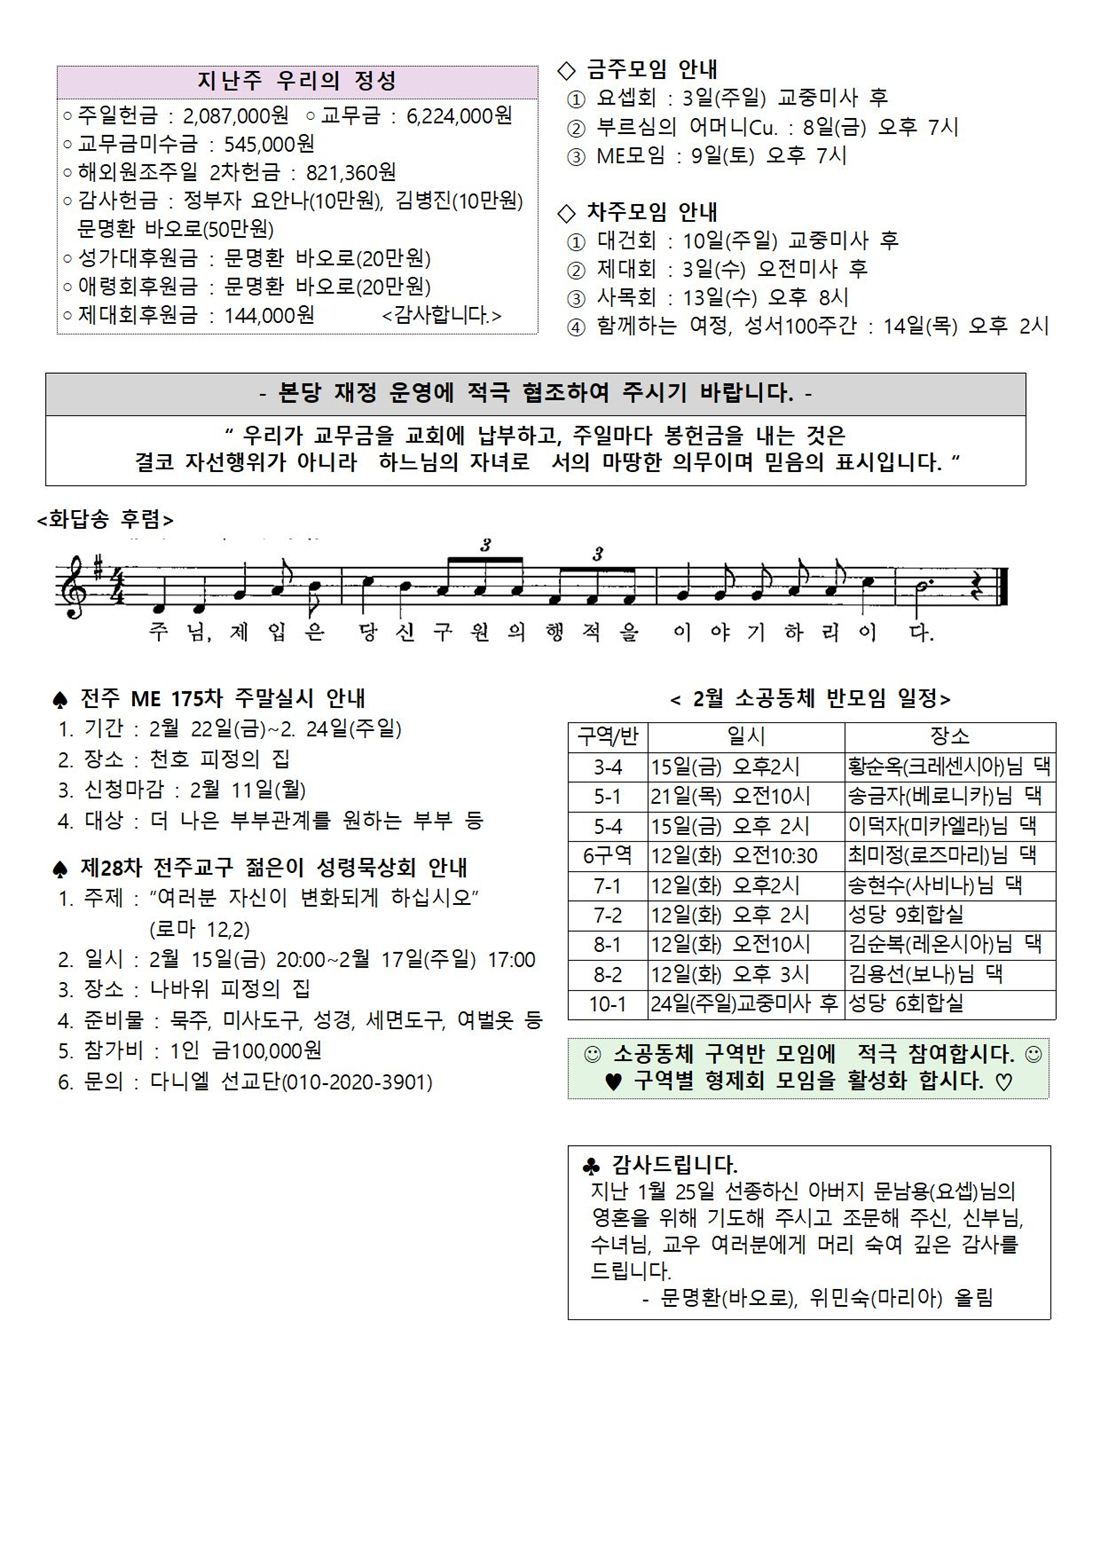 지난주 우리의 정성
○ 주일헌금 : 2,087,000원 ○ 교무금 : 6,224,000원
○ 교무금미수금 : 545,000원
○ 해외원조주일 2차헌금 : 821,360원
○ 감사헌금 : 정부자 요안나(10만원), 김병진(10만원)
문명환 바오로(50만원)
○ 성가대후원금 : 문명환 바오로(20만원)
○ 애령회후원금 : 문명환 바오로(20만원)
○ 제대회후원금 : 144,000원 <감사합니다.>
◇ 금주모임 안내
① 요셉회 : 3일(주일) 교중미사 후
② 부르심의 어머니Cu. : 8일(금) 오후 7시
③ ME모임 : 9일(토) 오후 7시
◇ 차주모임 안내
① 대건회 : 10일(주일) 교중미사 후
② 제대회 : 3일(수) 오전미사 후
③ 사목회 : 13일(수) 오후 8시
④ 함께하는 여정, 성서100주간 : 14일(목) 오후 2시
- 본당 재정 운영에 적극 협조하여 주시기 바랍니다. -
“ 우리가 교무금을 교회에 납부하고, 주일마다 봉헌금을 내는 것은
결코 자선행위가 아니라 하느님의 자녀로 서의 마땅한 의무이며 믿음의 표시입니다. “
<화답송 후렴>
3 3
4 4
주 님, 제 입 은 당 신 구 원 의 행 적 을 이 야 기 하 리 이 다.
♠ 전주 ME 175차 주말실시 안내
1. 기간 : 2월 22일(금)~2. 24일(주일)
2. 장소 : 천호 피정의 집
3. 신청마감 : 2월 11일(월)
4. 대상 : 더 나은 부부관계를 원하는 부부 등
♠ 제28차 전주교구 젊은이 성령묵상회 안내
1. 주제 : “여러분 자신이 변화되게 하십시오”
(로마 12,2)
2. 일시 : 2월 15일(금) 20:00~2월 17일(주일) 17:00
3. 장소 : 나바위 피정의 집
4. 준비물 : 묵주, 미사도구, 성경, 세면도구, 여벌옷 등
5. 참가비 : 1인 금100,000원
6. 문의 : 다니엘 선교단(010-2020-3901)
< 2월 소공동체 반모임 일정>
구역/반 일시 장소
3-4 15일(금) 오후2시 황순옥(크레센시아)님 댁
5-1 21일(목) 오전10시 송금자(베로니카)님 댁
5-4 15일(금) 오후 2시 이덕자(미카엘라)님 댁
6구역 12일(화) 오전10:30 최미정(로즈마리)님 댁
7-1 12일(화) 오후2시 송현수(사비나)님 댁
7-2 12일(화) 오후 2시 성당 9회합실
8-1 12일(화) 오전10시 김순복(레온시아)님 댁
8-2 12일(화) 오후 3시 김용선(보나)님 댁
10-1 24일(주일)교중미사 후 성당 6회합실
☺ 소공동체 구역반 모임에 적극 참여합시다. ☺
♥ 구역별 형제회 모임을 활성화 합시다. ♡
♣ 감사드립니다.
지난 1월 25일 선종하신 아버지 문남용(요셉)님의
영혼을 위해 기도해 주시고 조문해 주신, 신부님,
수녀님, 교우 여러분에게 머리 숙여 깊은 감사를
드립니다.
- 문명환(바오로), 위민숙(마리아) 올림